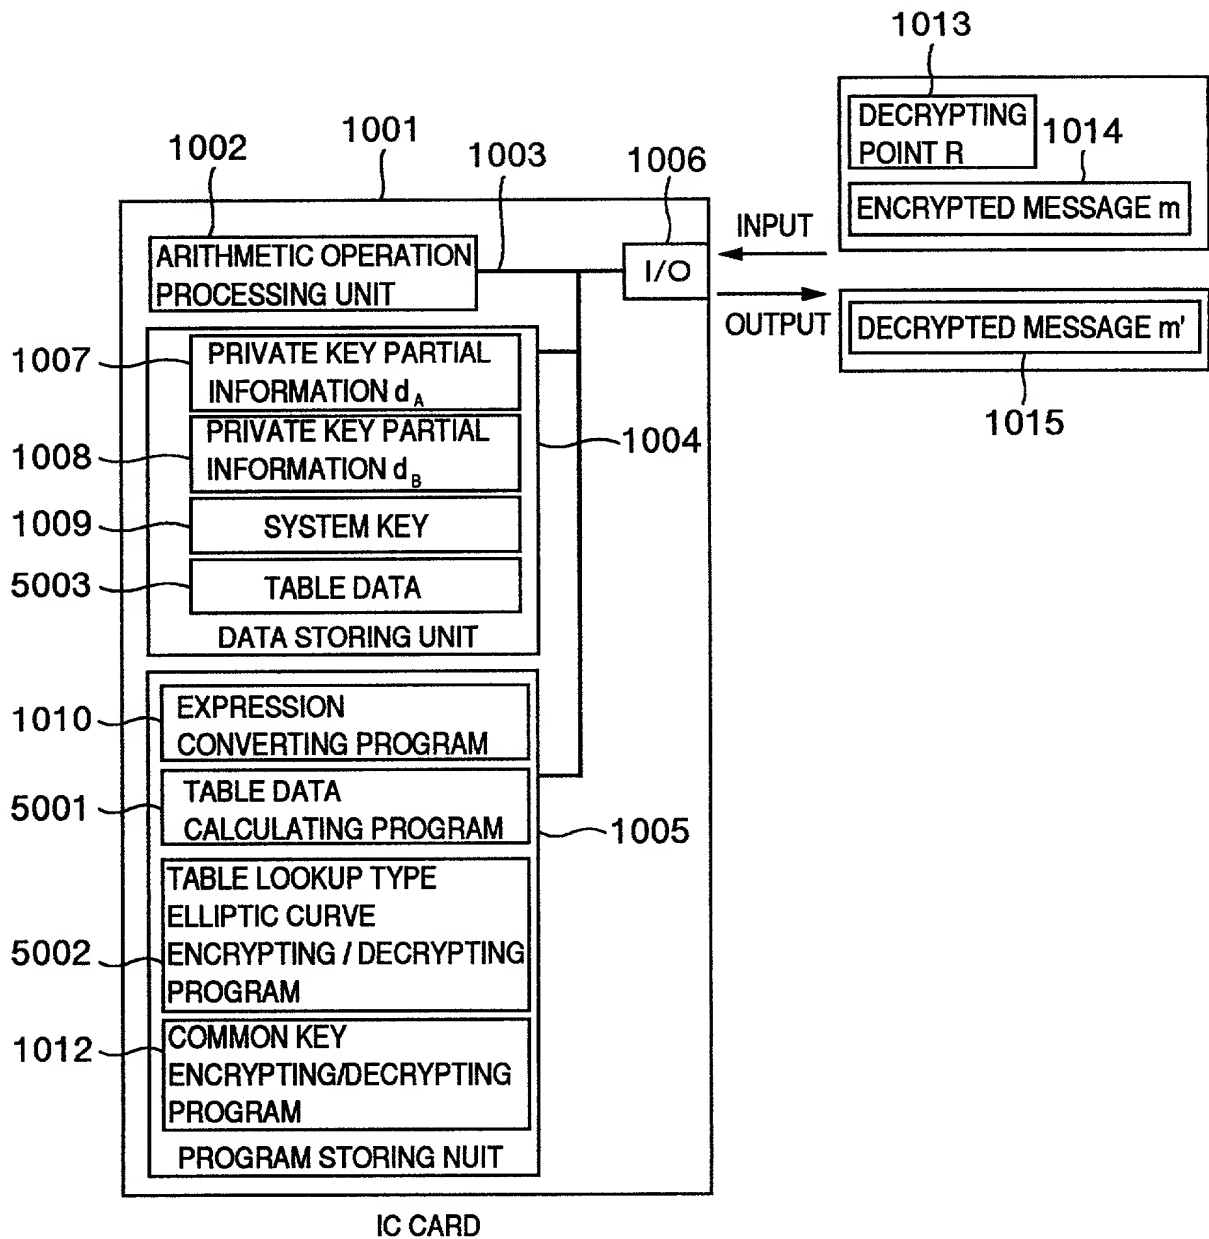 1013
DECRYPTING
POINT R
1014
ENCRYPTED MESSAGE m
1001
1002
1003
1006
ARITHMETIC OPERATION
PROCESSING UNIT
I/O
INPUT
OUTPUT
DECRYPTED MESSAGE m'
1015
1007
PRIVATE KEY PARTIAL
INFORMATION dA
1008
PRIVATE KEY PARTIAL
INFORMATION dB
1004
1009
SYSTEM KEY
5003
TABLE DATA
DATA STORING UNIT
1010
EXPRESSION
CONVERTING PROGRAM
5001
TABLE DATA
CALCULATING PROGRAM
1005
5002
TABLE LOOKUP TYPE
ELLIPTIC CURVE
ENCRYPTING / DECRYPTING
PROGRAM
1012
COMMON KEY
ENCRYPTING/DECRYPTING
PROGRAM
PROGRAM STORING NUIT
IC CARD